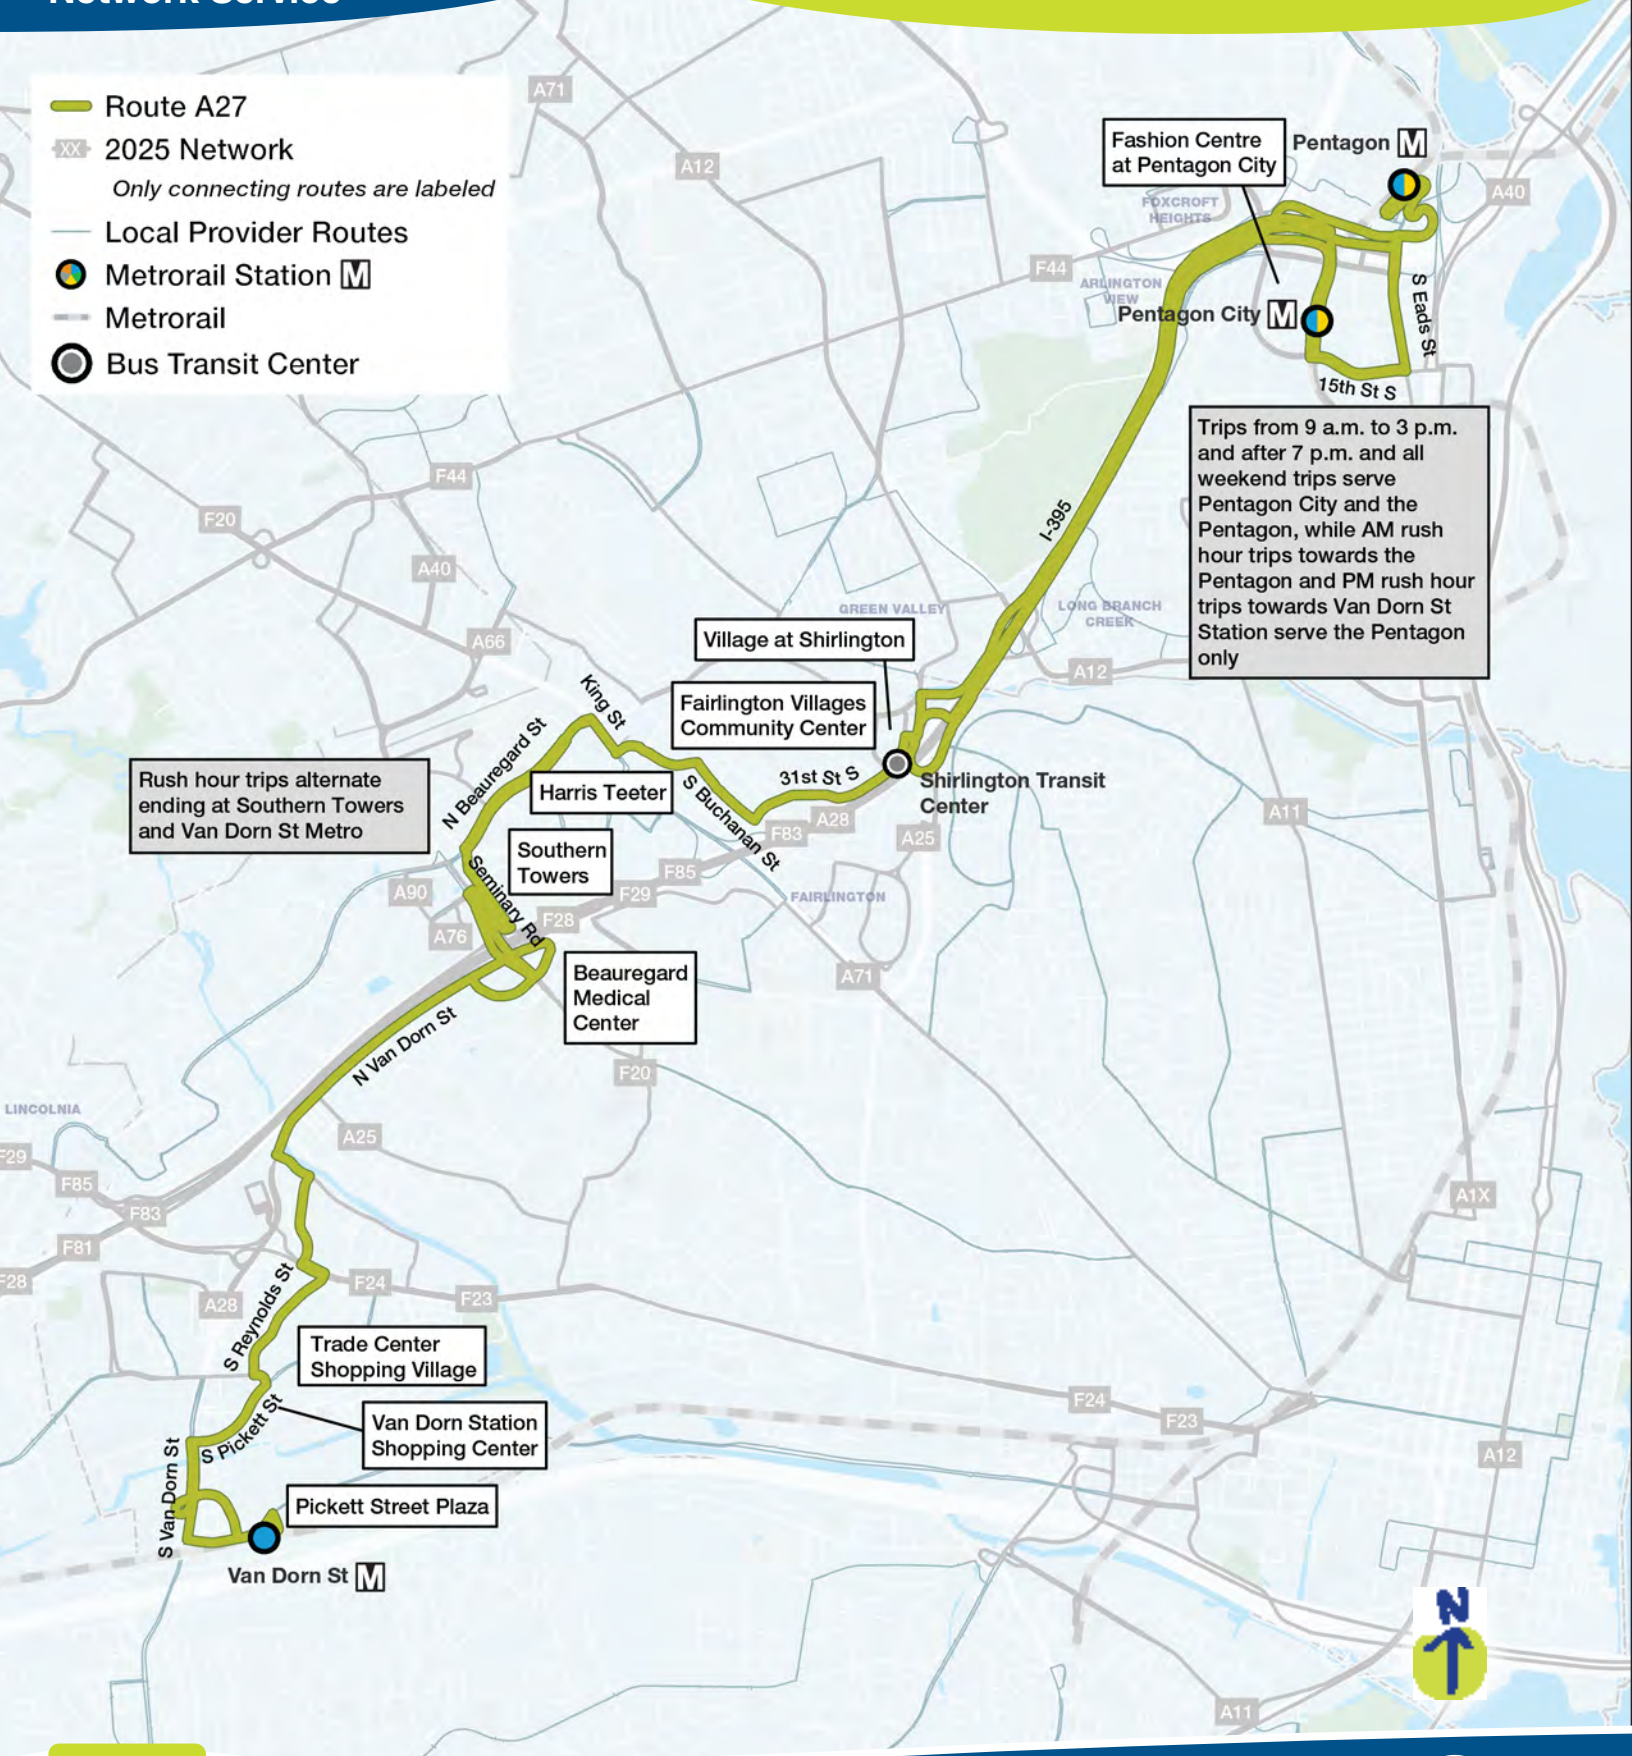 Network Service
Route A27
XX 2025 Network
Only connecting routes are labeled
Local Provider Routes
Metrorail Station M
Metrorail
Bus Transit Center
A71
A12
Fashion Centre
at Pentagon City
Pentagon M
A40
FOXCROFT
HEIGHTS
F44
ARLINGTON
VIEW
Pentagon City M
S Eads St
15th St S
Trips from 9 a.m. to 3 p.m.
and after 7 p.m. and all
weekend trips serve
Pentagon City and the
Pentagon, while AM rush
hour trips towards the
Pentagon and PM rush hour
trips towards Van Dorn St
Station serve the Pentagon
only
F44
F20
I-395
A40
GREEN VALLEY
LONG BRANCH
CREEK
A66
Village at Shirlington
A12
King St
Fairlington Villages
Community Center
N Beauregard St
Rush hour trips alternate
ending at Southern Towers
and Van Dorn St Metro
Harris Teeter
31st St S
Shirlington Transit
Center
S Buchanan St
A28
F83
A25
A11
Southern
Towers
Seminary Rd
F85
F29
A90
FAIRLINGTON
F28
A76
Beauregard
Medical
Center
A71
N Van Dorn St
F20
LINCOLNIA
A25
F29
F85
F83
A1X
F81
F28
S Reynolds St
F24
A28
F23
Trade Center
Shopping Village
S Pickett St
Van Dorn Station
Shopping Center
F24
F23
A12
S Van Dorn St
Pickett Street Plaza
Van Dorn St M
N
A11